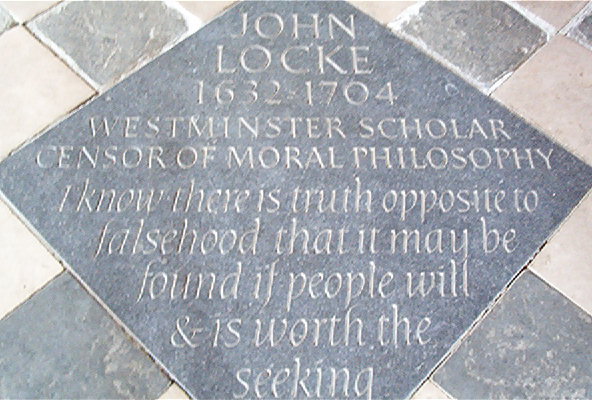 JOHN
LOCKE
1632-1704
WESTMINSTER SCHOLAR
CENSOR OF MORAL PHILOSOPHY
I know there is truth opposite to
falsehood that it may be
found if people will
& is worth the
seeking